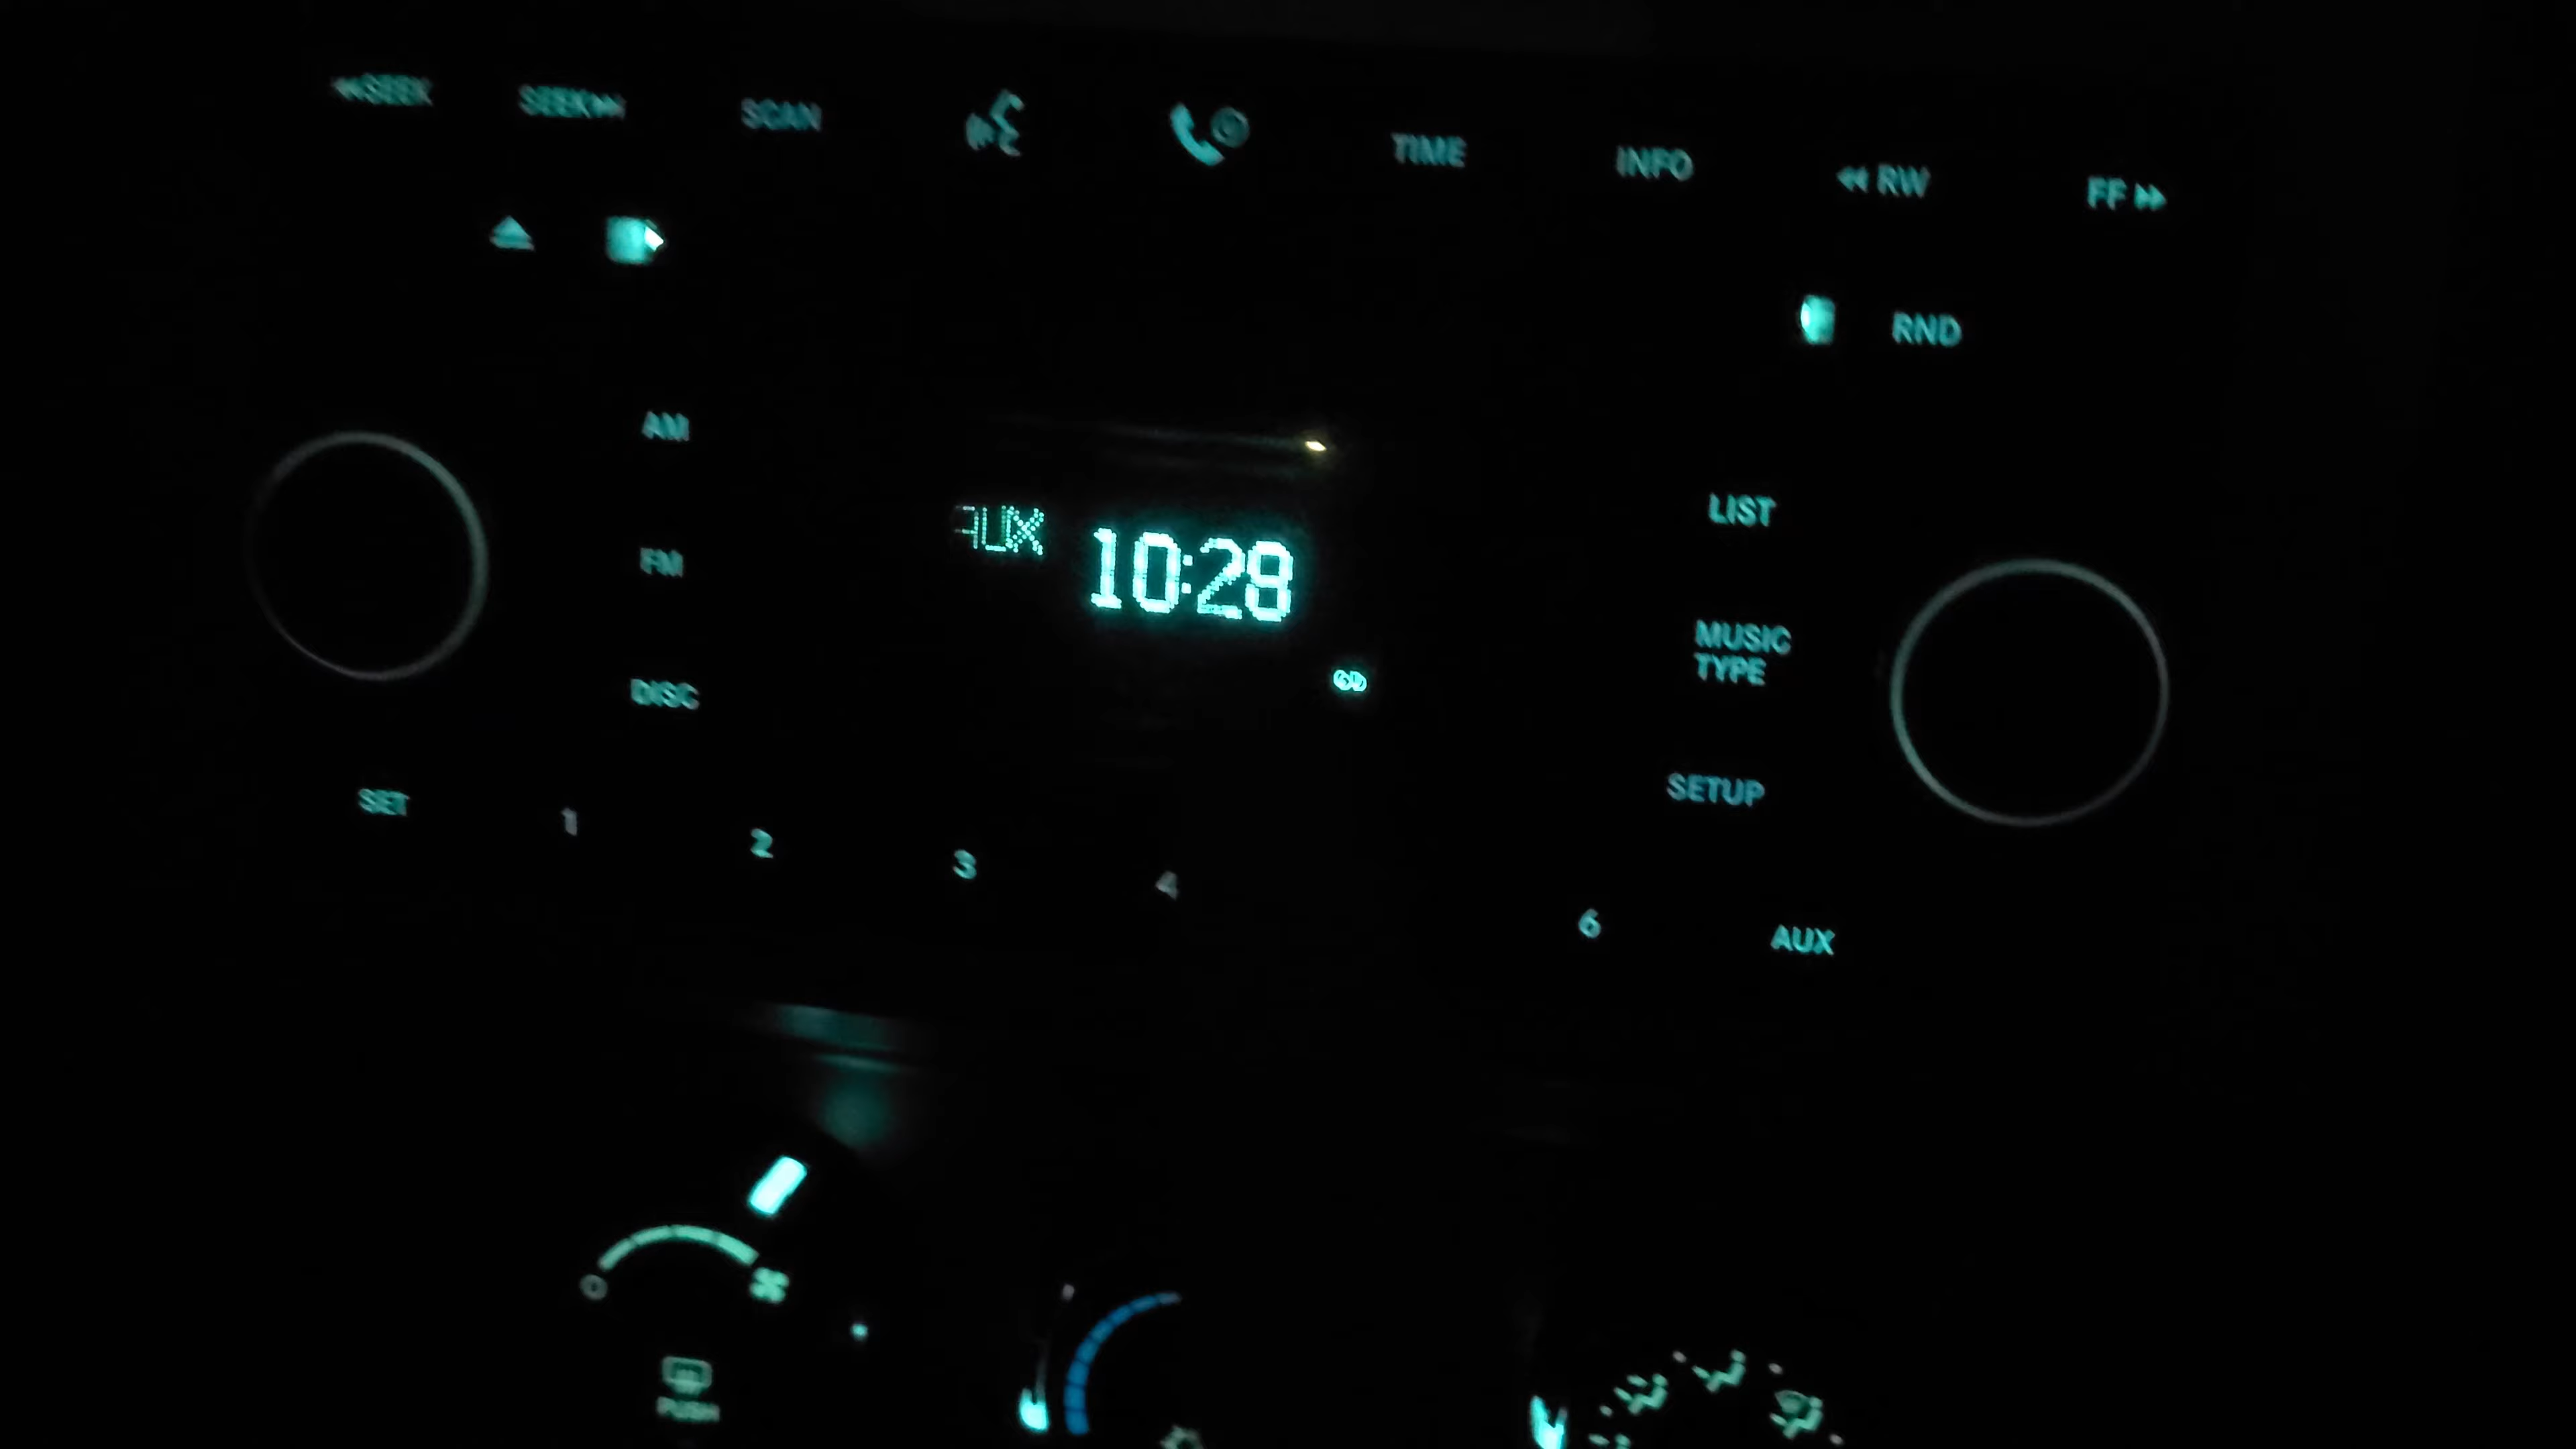 SEEK SEEK SCAN TIME INFO RW FF
RND
AM
FM
DISC
AUX 10:28
LIST
MUSIC
TYPE
SETUP
SET 1 2 3 4 6 AUX
O
PUSH